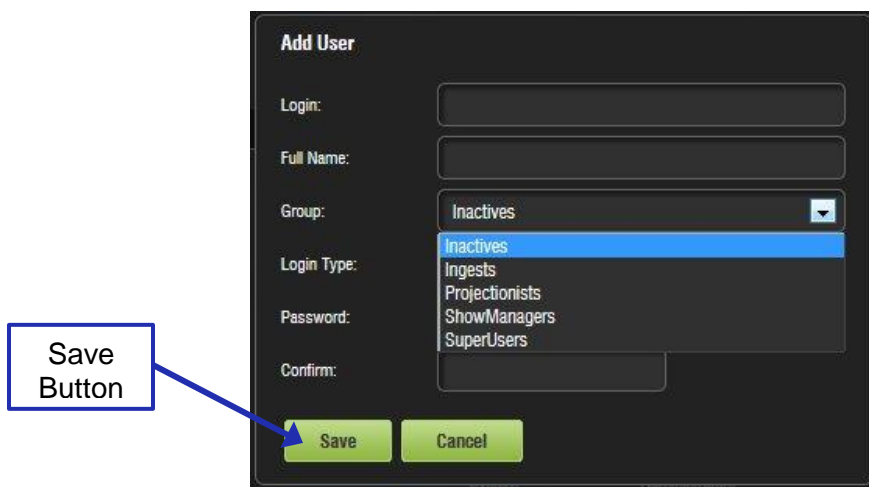 Add User
Login:
Full Name:
Group:
Inactives
Inactives
Ingests
Login Type:
Projectionists
ShowManagers
Password:
SuperUsers
Confirm:
Save
Button
Save
Cancel